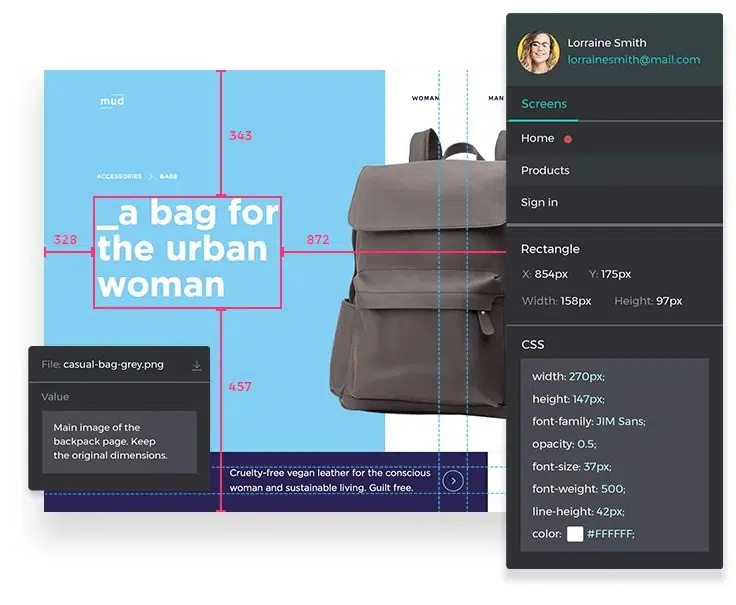 mud
WOMAN
MAN
343
ACCESSORIES > BAGS
_a bag for
the urban
woman
328
872
457
File: casual-bag-grey.png
Value
Main image of the
backpack page. Keep
the original dimensions.
Cruelty-free vegan leather for the conscious
woman and sustainable living. Guilt free.
Lorraine Smith
lorrainesmith@mail.com
Screens
Home
Products
Sign in
Rectangle
X: 854px Y: 175px
Width: 158px Height: 97px
CSS
width: 270px;
height: 147px;
font-family: JIM Sans;
opacity: 0.5;
font-size: 37px;
font-weight: 500;
line-height: 42px;
color: #FFFFFF;